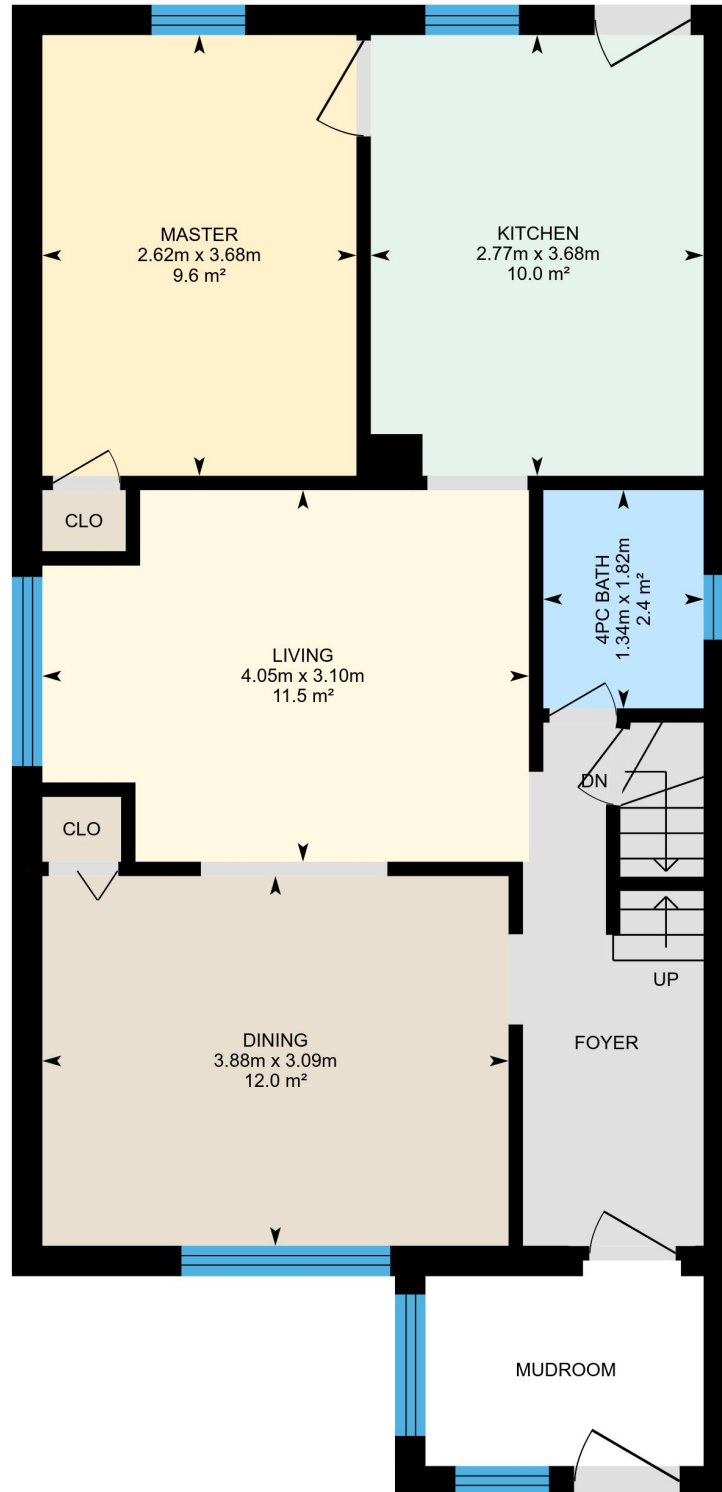 MASTER
2.62m x 3.68m
9.6 m²
KITCHEN
2.77m x 3.68m
10.0 m²
CLO
4PC BATH
1.34m x 1.82m
2.4 m²
LIVING
4.05m x 3.10m
11.5 m²
DN
CLO
UP
DINING
3.88m x 3.09m
12.0 m²
FOYER
MUDROOM